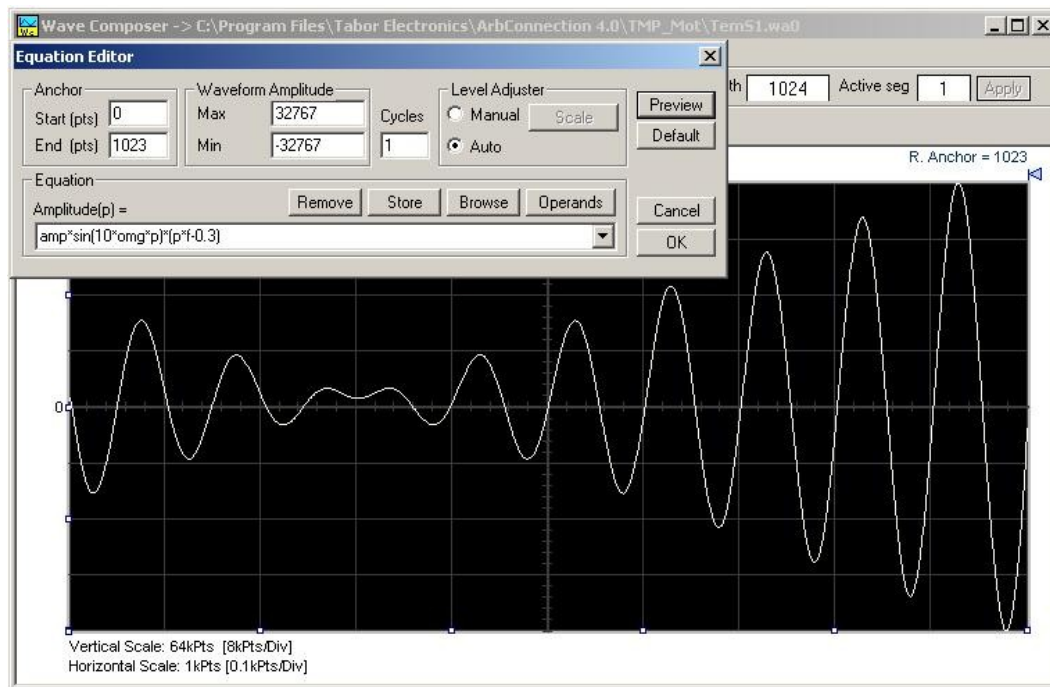 Wave Composer -> C:\Program Files\Tabor Electronics\ArbConnection 4.0\TMP_Mot\Tem51.wa0
Equation Editor
Anchor
Start (pts) 0
End (pts) 1023
Waveform Amplitude
Max 32767
Min -32767
Cycles
1
Level Adjuster
Manual Scale
Auto
Preview
Default
th 1024 Active seg 1 Apply
R. Anchor = 1023
Equation
Amplitude(p) = Remove Store Browse Operands
amp*sin(10*omg*p)*(p*f-0.3)
Cancel
OK
0
Vertical Scale: 64kPts [8kPts/Div]
Horizontal Scale: 1kPts [0.1kPts/Div]